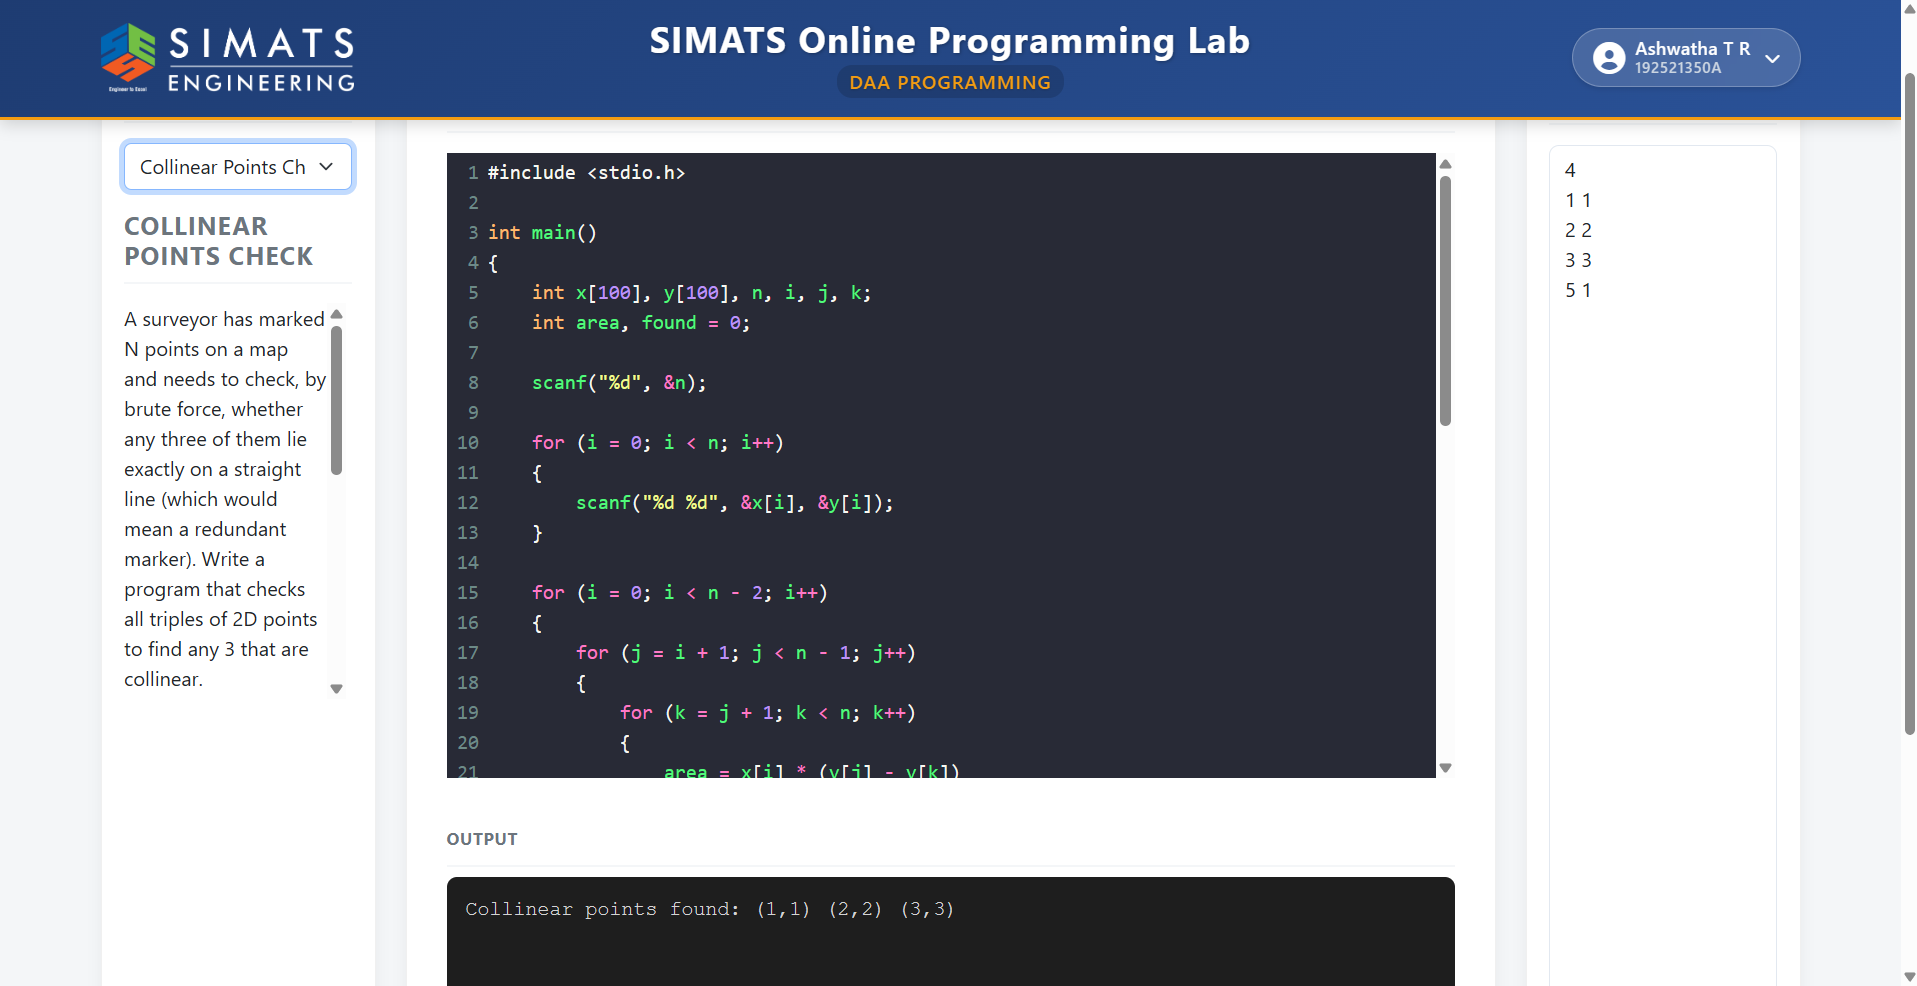 SIMATS
ENGINEERING
Engineer to Excel
SIMATS Online Programming Lab
DAA PROGRAMMING
Ashwatha T R
192521350A
Collinear Points Ch
COLLINEAR
POINTS CHECK
A surveyor has marked
N points on a map
and needs to check, by
brute force, whether
any three of them lie
exactly on a straight
line (which would
mean a redundant
marker). Write a
program that checks
all triples of 2D points
to find any 3 that are
collinear.
1 #include <stdio.h>
2
3 int main()
4 {
5     int x[100], y[100], n, i, j, k;
6     int area, found = 0;
7
8     scanf("%d", &n);
9
10     for (i = 0; i < n; i++)
11     {
12         scanf("%d %d", &x[i], &y[i]);
13     }
14
15     for (i = 0; i < n - 2; i++)
16     {
17         for (j = i + 1; j < n - 1; j++)
18         {
19             for (k = j + 1; k < n; k++)
20             {
21                 area = x[i] * (y[j] - y[k])
OUTPUT
Collinear points found: (1,1) (2,2) (3,3)
4
1 1
2 2
3 3
5 1